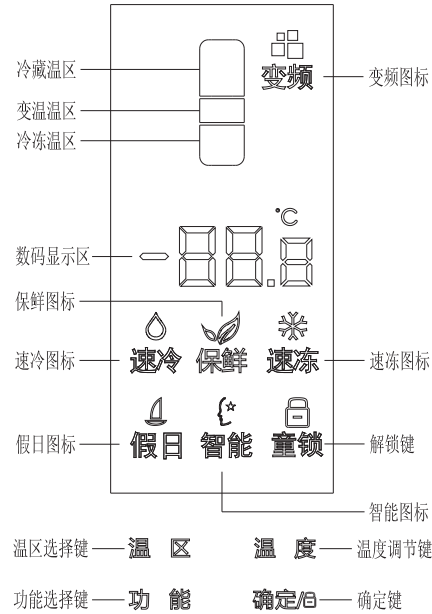 冷藏温区
变频 变频图标
变温温区
冷冻温区
℃
数码显示区 -88.8
保鲜图标
速冷图标 速冷 保鲜 速冻 速冻图标
假日图标 假日 智能 童锁 解锁键
智能图标
温区选择键 温 区 温 度 温度调节键
功能选择键 功 能 确定/日 确定键